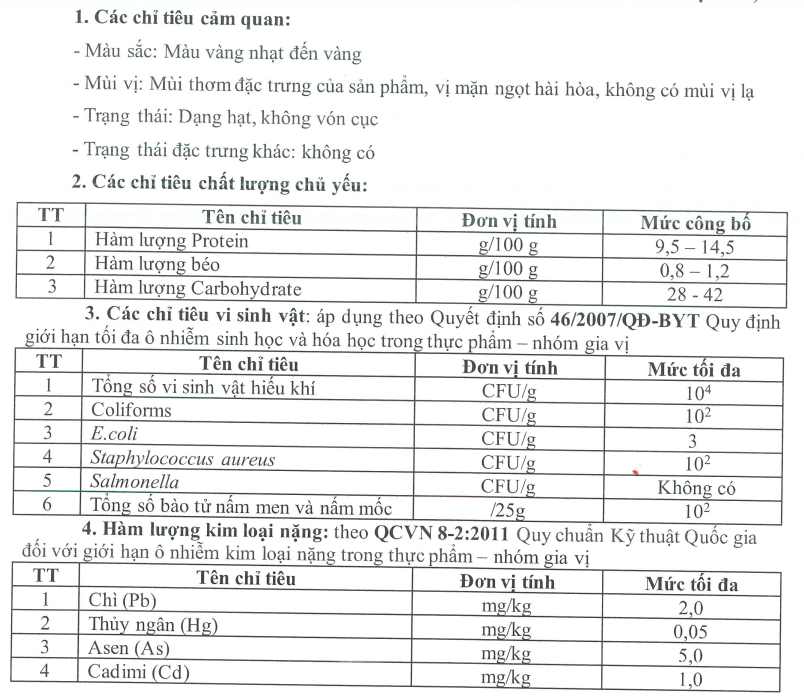 1. Các chỉ tiêu cảm quan:
- Màu sắc: Màu vàng nhạt đến vàng
- Mùi vị: Mùi thơm đặc trưng của sản phẩm, vị mặn ngọt hài hòa, không có mùi vị lạ
- Trạng thái: Dạng hạt, không vón cục
- Trạng thái đặc trưng khác: không có
2. Các chỉ tiêu chất lượng chủ yếu:
TT Tên chỉ tiêu Đơn vị tính Mức công bố
1 Hàm lượng Protein g/100 g 9,5 – 14,5
2 Hàm lượng béo g/100 g 0,8 – 1,2
3 Hàm lượng Carbohydrate g/100 g 28 - 42
3. Các chỉ tiêu vi sinh vật: áp dụng theo Quyết định số 46/2007/QĐ-BYT Quy định
giới hạn tối đa ô nhiễm sinh học và hóa học trong thực phẩm – nhóm gia vị
TT Tên chỉ tiêu Đơn vị tính Mức tối đa
1 Tổng số vi sinh vật hiếu khí CFU/g 10⁴
2 Coliforms CFU/g 10²
3 E.coli CFU/g 3
4 Staphylococcus aureus CFU/g 10²
5 Salmonella CFU/g Không có
6 Tổng số bào tử nấm men và nấm mốc /25g 10²
4. Hàm lượng kim loại nặng: theo QCVN 8-2:2011 Quy chuẩn Kỹ thuật Quốc gia
đối với giới hạn ô nhiễm kim loại nặng trong thực phẩm – nhóm gia vị
TT Tên chỉ tiêu Đơn vị tính Mức tối đa
1 Chì (Pb) mg/kg 2,0
2 Thủy ngân (Hg) mg/kg 0,05
3 Asen (As) mg/kg 5,0
4 Cadimi (Cd) mg/kg 1,0